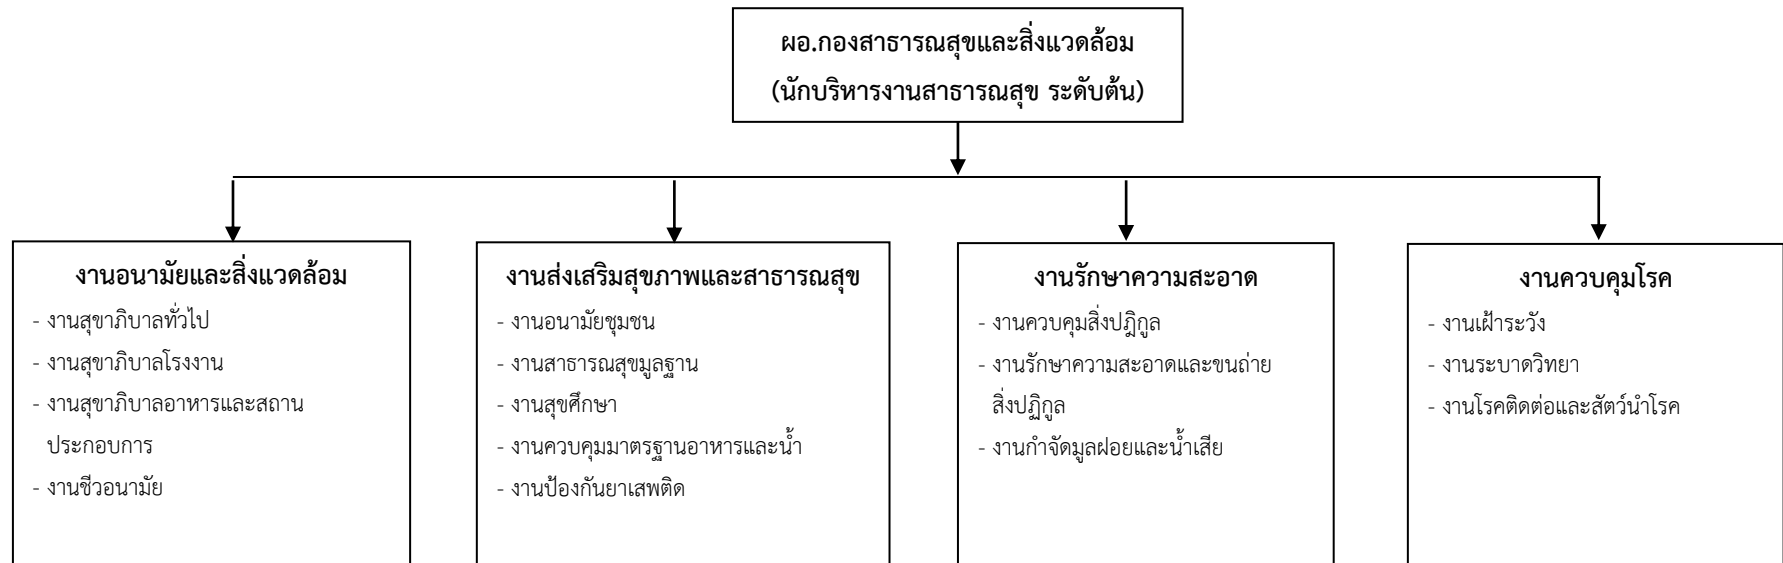 ผอ.กองสาธารณสุขและสิ่งแวดล้อม
(นักบริหารงานสาธารณสุข ระดับต้น)
งานอนามัยและสิ่งแวดล้อม
- งานสุขาภิบาลทั่วไป
- งานสุขาภิบาลโรงงาน
- งานสุขาภิบาลอาหารและสถาน
ประกอบการ
- งานชีวอนามัย
งานส่งเสริมสุขภาพและสาธารณสุข
- งานอนามัยชุมชน
- งานสาธารณสุขมูลฐาน
- งานสุขศึกษา
- งานควบคุมมาตรฐานอาหารและน้ำ
- งานป้องกันยาเสพติด
งานรักษาความสะอาด
- งานควบคุมสิ่งปฎิกูล
- งานรักษาความสะอาดและขนถ่าย
สิ่งปฏิกูล
- งานกำจัดมูลฝอยและน้ำเสีย
งานควบคุมโรค
- งานเฝ้าระวัง
- งานระบาดวิทยา
- งานโรคติดต่อและสัตว์นำโรค